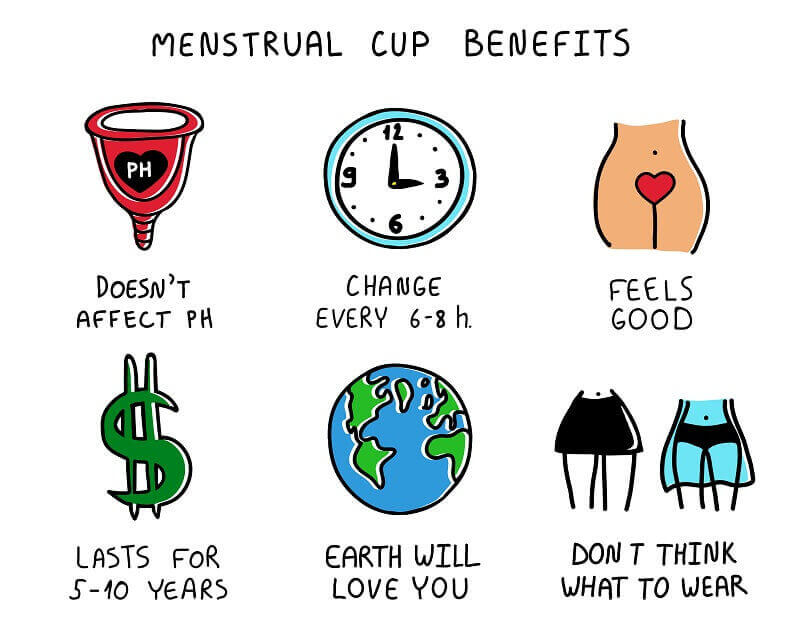 MENSTRUAL CUP BENEFITS
PH
12
3
6
9
DOESN'T
AFFECT PH
CHANGE
EVERY 6-8 h.
FEELS
GOOD
LASTS FOR
5-10 YEARS
EARTH WILL
LOVE YOU
DON T THINK
WHAT TO WEAR